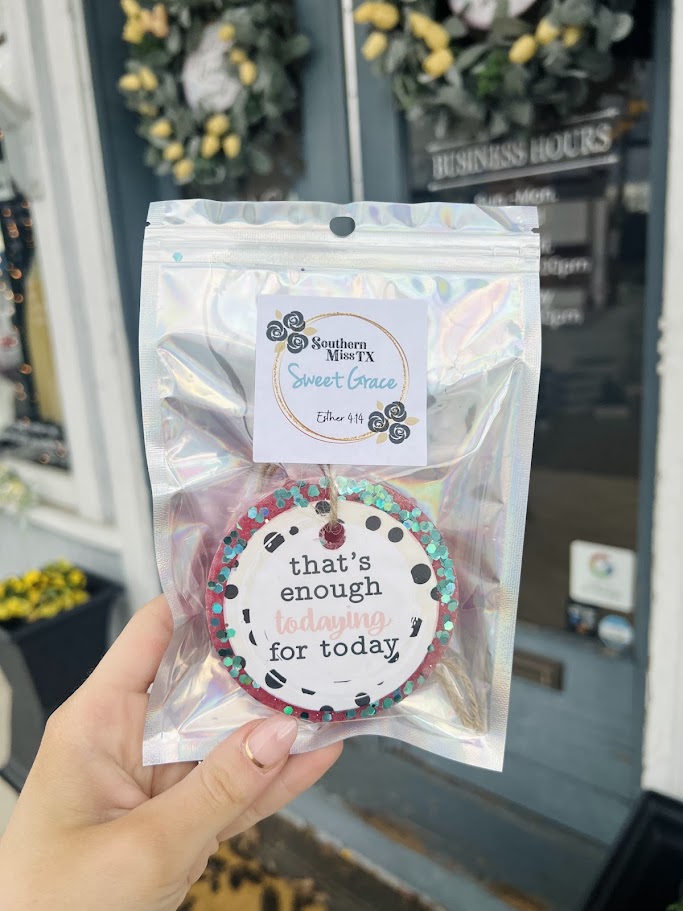 BUSINESS HOURS
Southern
Miss TX
Sweet Grace
Esther 4:14
that's
enough
todaying
for today